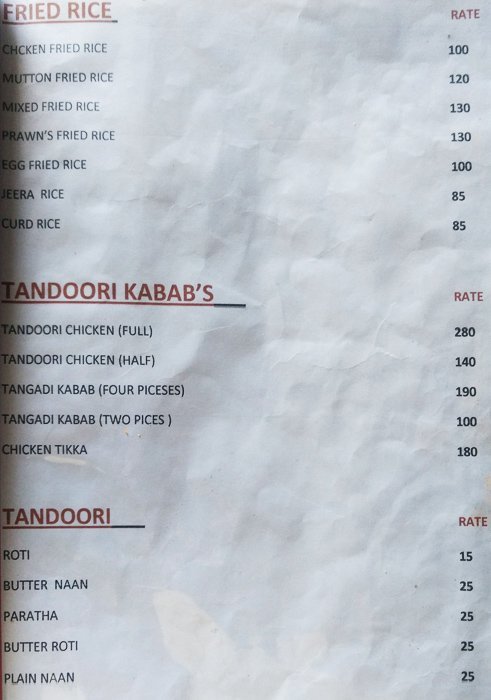 FRIED RICE RATE
CHCKEN FRIED RICE 100
MUTTON FRIED RICE 120
MIXED FRIED RICE 130
PRAWN'S FRIED RICE 130
EGG FRIED RICE 100
JEERA RICE 85
CURD RICE 85
TANDOORI KABAB'S RATE
TANDOORI CHICKEN (FULL) 280
TANDOORI CHICKEN (HALF) 140
TANGADI KABAB (FOUR PICESES) 190
TANGADI KABAB (TWO PICES ) 100
CHICKEN TIKKA 180
TANDOORI RATE
ROTI 15
BUTTER NAAN 25
PARATHA 25
BUTTER ROTI 25
PLAIN NAAN 25